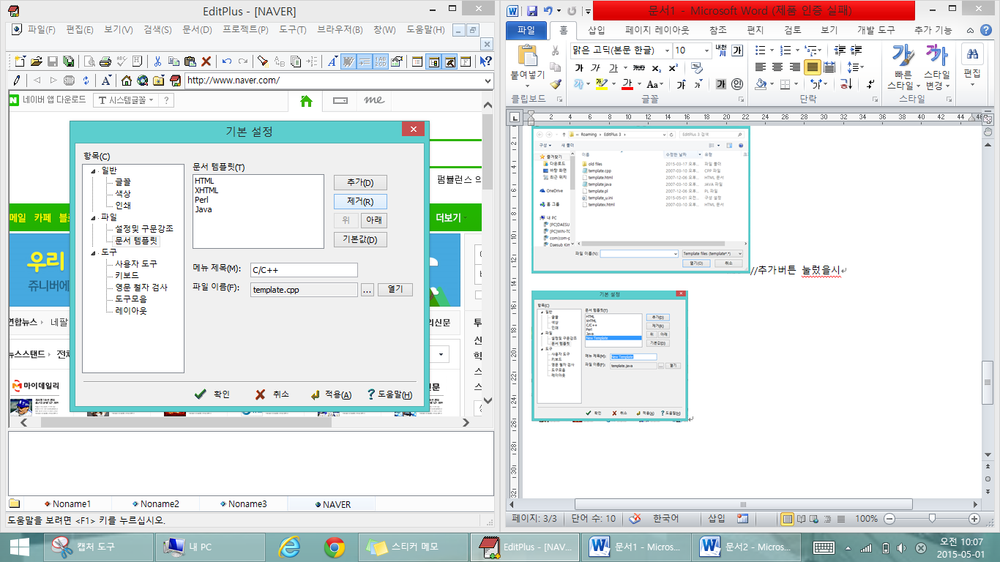 EditPlus - [NAVER]
파일(F) 편집(E) 보기(V) 검색(S) 문서(D) 프로젝트(P) 도구(T) 브라우저(B) 창(W) 도움말(H)
http://www.naver.com/
N 네이버 앱 다운로드 T 시스템글꼴 ? me
기본 설정
항목(C)
일반
글꼴
색상
인쇄
파일
설정및 구문강조
문서 템플릿
도구
사용자 도구
키보드
영문 철자 검사
도구모음
레이아웃
문서 템플릿(T)
HTML
XHTML
Perl
Java
추가(D)
제거(R)
위 아래
기본값(D)
메뉴 제목(M): C/C++
파일 이름(F): template.cpp ... 열기
확인 취소 적용(A) 도움말(H)
펌블런스 의
메일 카페 블로
더보기
우리
쥬니버에
연합뉴스 네팔
뉴스스탠드 전체
마이데일리
Noname1 Noname2 Noname3 NAVER
도움말을 보려면 <F1> 키를 누르십시오.
문서1 - Microsoft Word (제품 인증 실패)
파일 홈 삽입 페이지 레이아웃 참조 편지 검토 보기 개발 도구 추가 기능
붙여넣기
클립보드
맑은 고딕(본문 한글) 10
글꼴
단락
빠른 스타일
스타일 변경
스타일
편집
2 4 6 8 10 12 14 16 18 20 22 24 26 28 30 32 34 36 38 40 42 44 46
Roaming EditPlus 3 EditPlus 3 검색
구성 새 폴더
즐겨찾기
다운로드
바탕 화면
최근 위치
OneDrive
홈 그룹
내 PC
이름 수정한 날짜 유형
old files 2015-03-17 오후... 파일 폴더
template.cpp 2007-03-10 오후... CPP 파일
template.html 2007-12-06 오후... HTML 문서
template.java 2007-03-10 오후... JAVA 파일
template.pl 2007-12-06 오후... PL 파일
template_u.ini 2015-05-01 오전... 구성 설정
templatex.html 2007-03-10 오후... HTML 문서
파일 이름(N): Template files (template*.*)
열기(O) 취소
//추가버튼 눌렀을시
기본 설정
항목(C)
일반
글꼴
색상
인쇄
파일
설정및 구문강조
문서 템플릿
도구
사용자 도구
키보드
영문 철자 검사
도구모음
레이아웃
문서 템플릿(T)
HTML
XHTML
C/C++
Perl
Java
New Template
추가(D)
제거(R)
위 아래
기본값(D)
메뉴 제목(M): New Template
파일 이름(F): template.java ... 열기
확인 취소 적용(A) 도움말(H)
페이지: 3/3 단어 수: 10 한국어 삽입 100%
캡처 도구 내 PC 스티커 메모 EditPlus - [NAV... 문서1 - Micros... 문서2 - Micros...
오전 10:07
2015-05-01